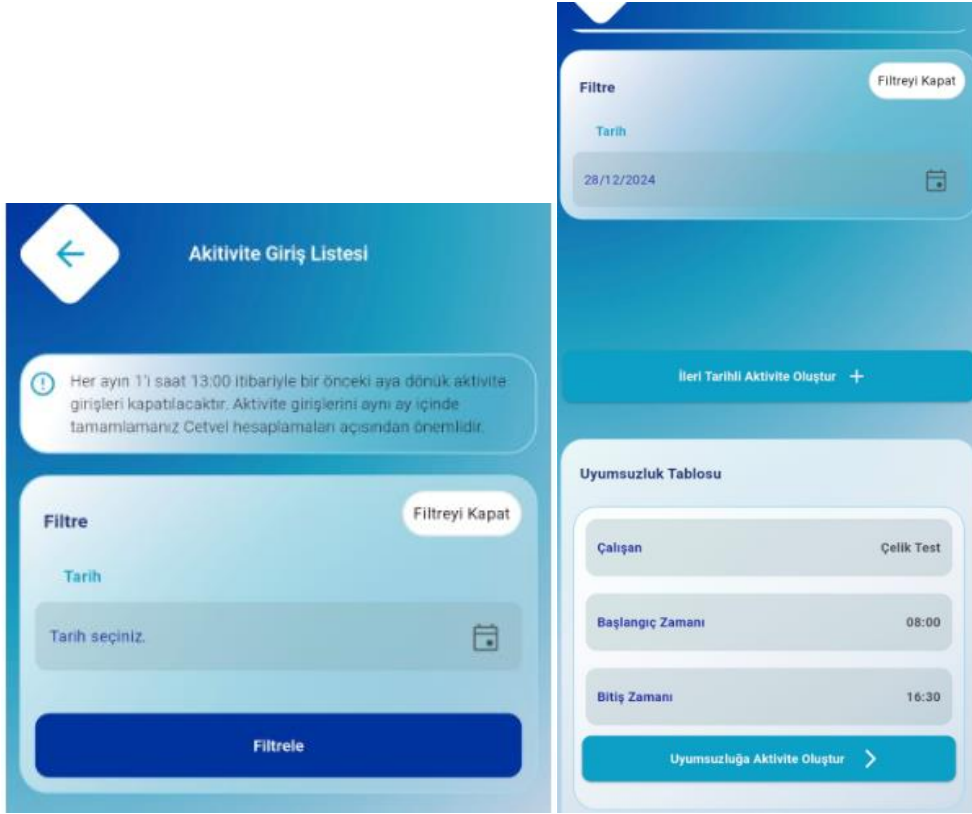 Akitivite Giriş Listesi
Her ayın 1'i saat 13:00 itibariyle bir önceki aya dönük aktivite
girişleri kapatılacaktır. Aktivite girişlerini aynı ay içinde
tamamlamanız Cetvel hesaplamaları açısından önemlidir.
Filtre
Filtreyi Kapat
Tarih
Tarih seçiniz.
Filtrele
Filtre
Filtreyi Kapat
Tarih
28/12/2024
İleri Tarihli Aktivite Oluştur +
Uyumsuzluk Tablosu
Çalışan Çelik Test
Başlangıç Zamanı 08:00
Bitiş Zamanı 16:30
Uyumsuzluğa Aktivite Oluştur